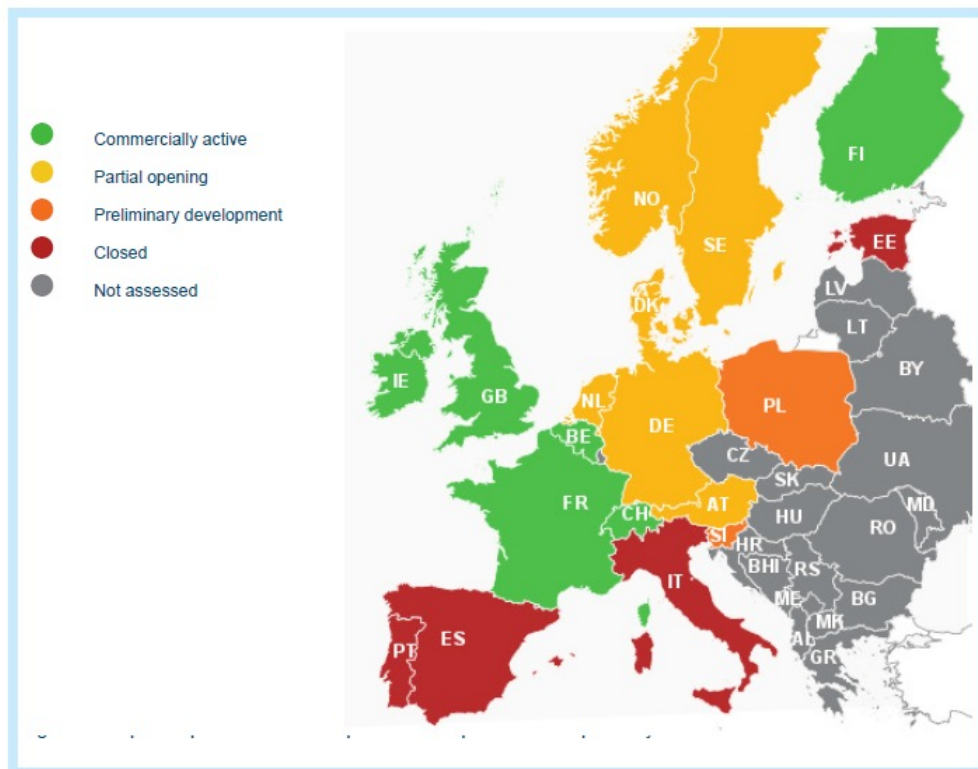 Commercially active
Partial opening
Preliminary development
Closed
Not assessed
FI
NO
SE
EE
LV
DK
LT
IE
GB
NL
BY
PL
DE
BE
CZ
UA
SK
FR
CH
AT
MD
HU
RO
SI
HR
BHI
RS
IT
ME
BG
MK
AL
PT
ES
GR